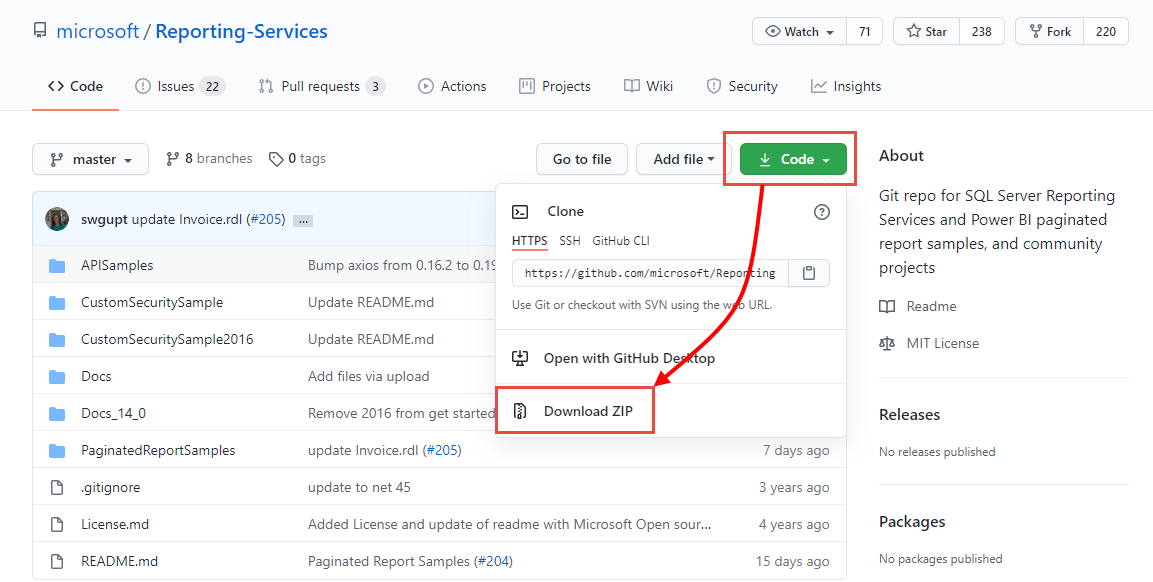 microsoft / Reporting-Services
Watch 71 Star 238 Fork 220
Code Issues 22 Pull requests 3 Actions Projects Wiki Security Insights
master 8 branches 0 tags Go to file Add file Code
swgupt update Invoice.rdl (#205) ...
APISamples Bump axios from 0.16.2 to 0.19
CustomSecuritySample Update README.md
CustomSecuritySample2016 Update README.md
Docs Add files via upload
Docs_14_0 Remove 2016 from get started
PaginatedReportSamples update Invoice.rdl (#205) 7 days ago
.gitignore update to net 45 3 years ago
License.md Added License and update of readme with Microsoft Open sour... 4 years ago
README.md Paginated Report Samples (#204) 15 days ago
Clone
HTTPS SSH GitHub CLI
https://github.com/microsoft/Reporting
Use Git or checkout with SVN using the web URL.
Open with GitHub Desktop
Download ZIP
About
Git repo for SQL Server Reporting
Services and Power BI paginated
report samples, and community
projects
Readme
MIT License
Releases
No releases published
Packages
No packages published